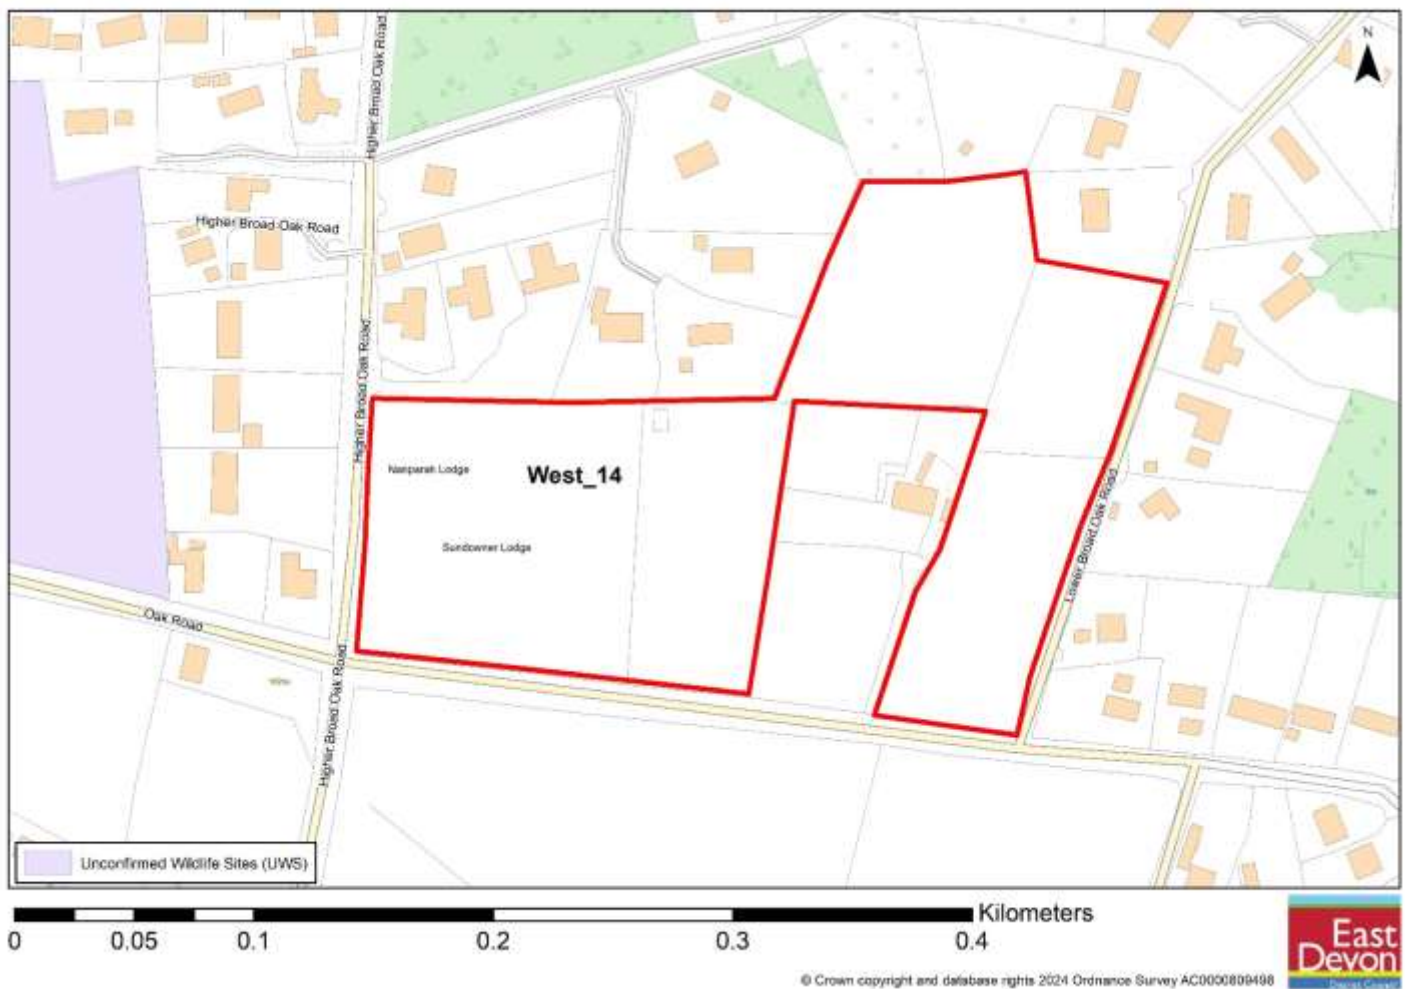 N
Higher Broad Oak Road
Higher Broad Oak Road
Higher Broad Oak Road
West_14
Sundowner Lodge
Lower Broad Oak Road
Oak Road
Higher Broad Oak Road
Unconfirmed Wildlife Sites (UWS)
Kilometers
0 0.05 0.1 0.2 0.3 0.4
East
Devon
District Council
© Crown copyright and database rights 2024 Ordnance Survey AC0000809498